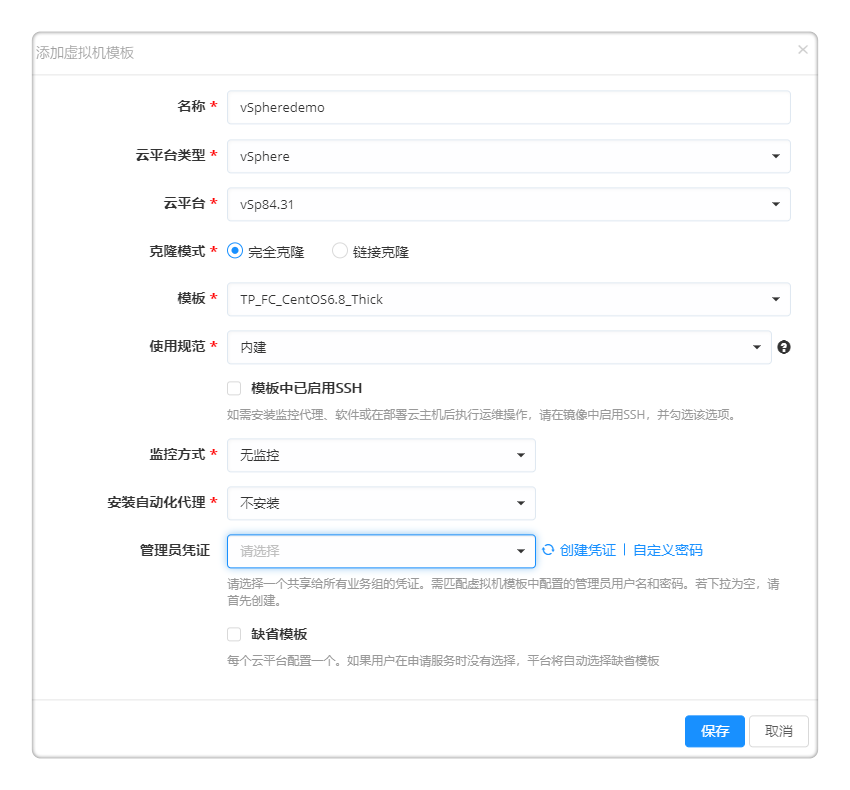 添加虚拟机模板 ×
名称 * vSpheredemo
云平台类型 * vSphere
云平台 * vSp84.31
克隆模式 * 完全克隆 链接克隆
模板 * TP_FC_CentOS6.8_Thick
使用规范 * 内建 ?
模板中已启用SSH
如需安装监控代理、软件或在部署云主机后执行运维操作，请在镜像中启用SSH，并勾选该选项。
监控方式 * 无监控
安装自动化代理 * 不安装
管理员凭证 请选择 创建凭证 | 自定义密码
请选择一个共享给所有业务组的凭证。需匹配虚拟机模板中配置的管理员用户名和密码。若下拉为空，请
首先创建。
缺省模板
每个云平台配置一个。如果用户在申请服务时没有选择，平台将自动选择缺省模板
保存 取消